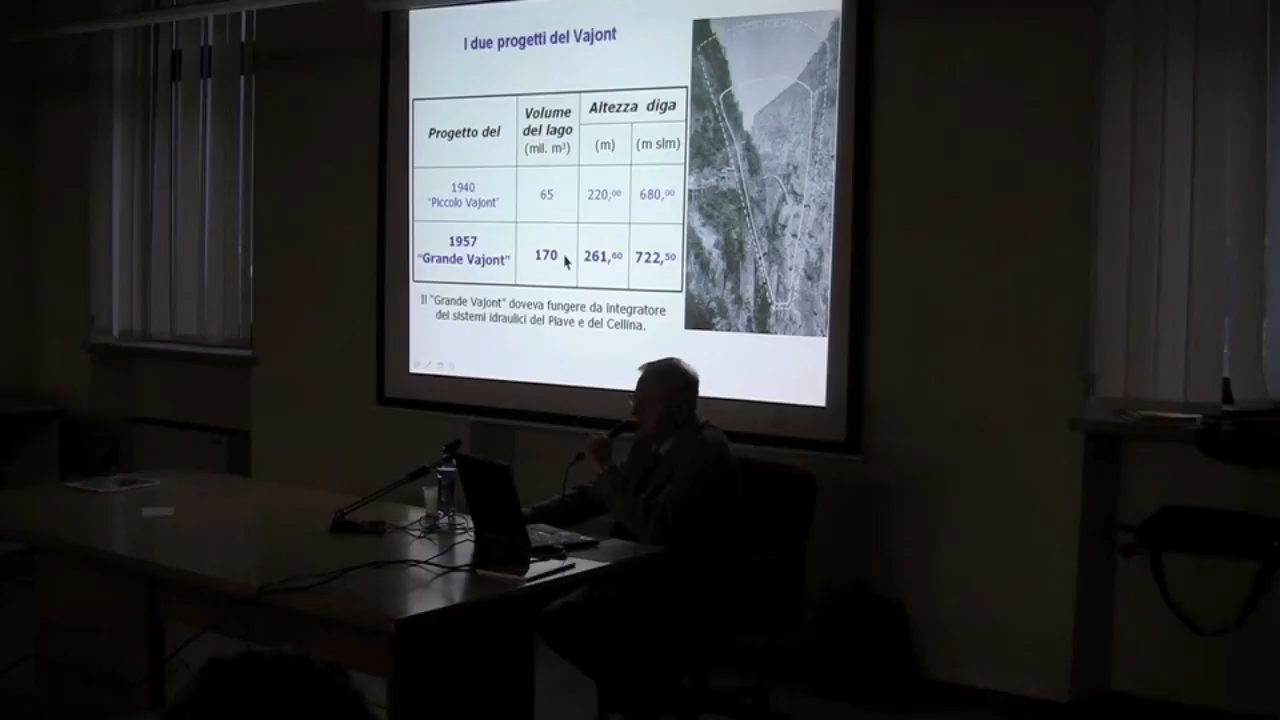 I due progetti del Vajont
Progetto del
Volume
del lago
(mil. m³)
Altezza diga
(m)
(m slm)
1940
"Piccolo Vajont"
65
220,⁰⁰
680,⁰⁰
1957
"Grande Vajont"
170
261,⁶⁰
722,⁵⁰
Il "Grande Vajont" doveva fungere da integratore
dei sistemi idraulici del Piave e del Cellina.